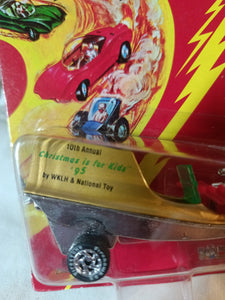 10th Annual
Christmas is for Kids
'95
by WKLH & National Toy